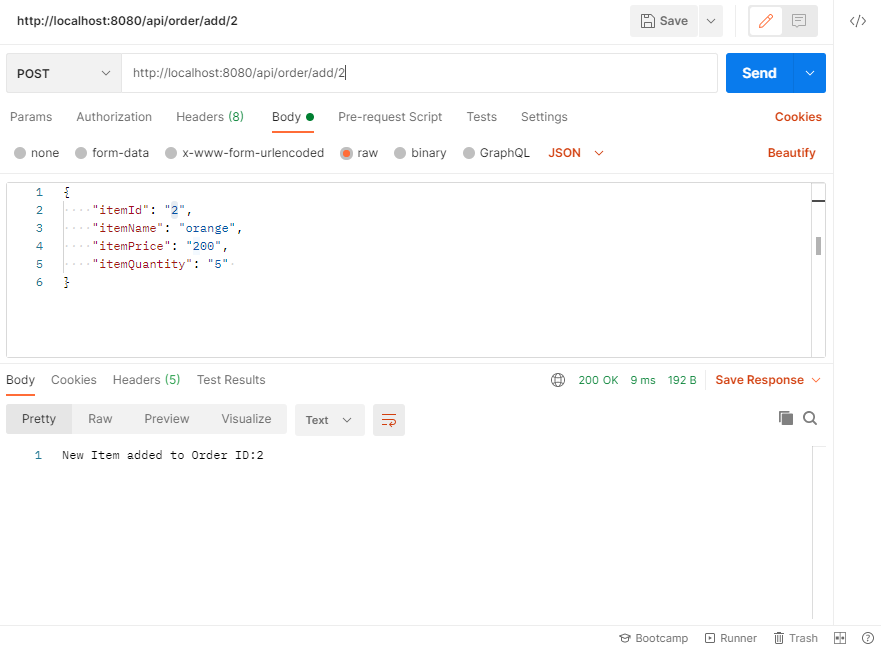 http://localhost:8080/api/order/add/2 Save
POST http://localhost:8080/api/order/add/2 Send
Params Authorization Headers (8) Body Pre-request Script Tests Settings Cookies
none form-data x-www-form-urlencoded raw binary GraphQL JSON Beautify
1 {
2 ····"itemId": "2",
3 ····"itemName": "orange",
4 ····"itemPrice": "200",
5 ····"itemQuantity": "5"·
6 }
Body Cookies Headers (5) Test Results 200 OK 9 ms 192 B Save Response
Pretty Raw Preview Visualize Text
1 New Item added to Order ID:2
Bootcamp Runner Trash